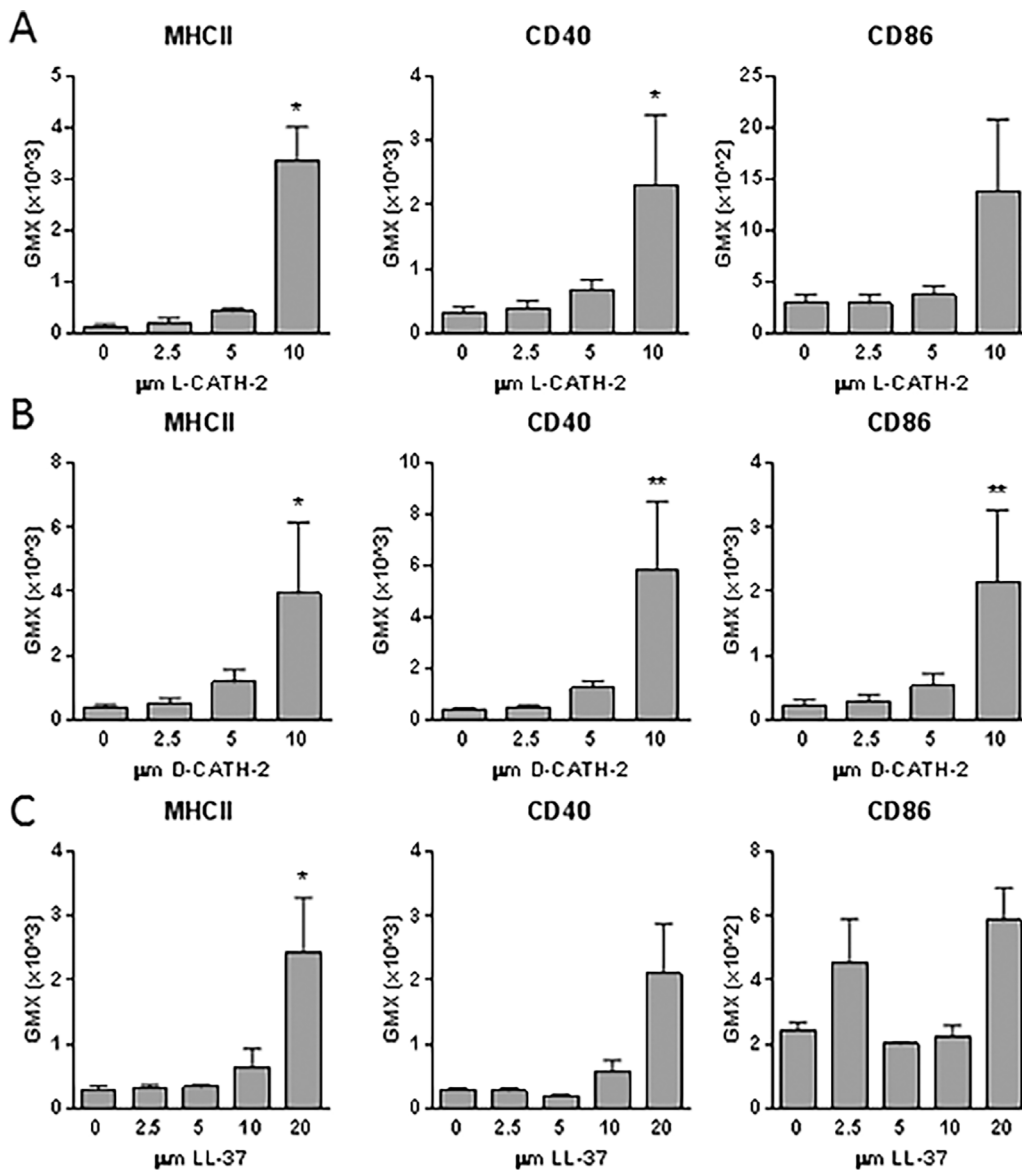 A
MHCII
CD40
CD86
GMX (×10^3)
5
4
3
2
1
0
*
0 2.5 5 10
μm L-CATH-2
GMX (×10^3)
4
3
2
1
0
*
0 2.5 5 10
μm L-CATH-2
GMX (×10^2)
25
20
15
10
5
0
0 2.5 5 10
μm L-CATH-2
B
MHCII
CD40
CD86
GMX (×10^3)
8
6
4
2
0
*
0 2.5 5 10
μm D-CATH-2
GMX (×10^3)
10
8
6
4
2
0
**
0 2.5 5 10
μm D-CATH-2
GMX (×10^3)
4
3
2
1
0
**
0 2.5 5 10
μm D-CATH-2
C
MHCII
CD40
CD86
GMX (×10^3)
4
3
2
1
0
*
0 2.5 5 10 20
μm LL-37
GMX (×10^3)
4
3
2
1
0
0 2.5 5 10 20
μm LL-37
GMX (×10^2)
8
6
4
2
0
0 2.5 5 10 20
μm LL-37